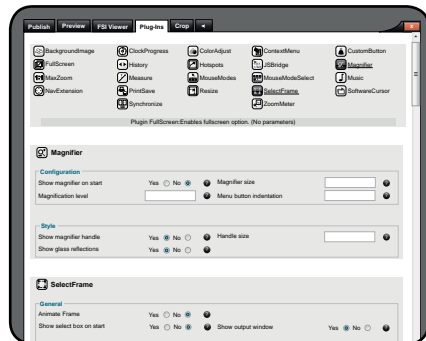 Publish Preview FSI Viewer Plug-Ins Crop <
BackgroundImage ClockProgress ColorAdjust ContextMenu CustomButton
FullScreen History Hotspots JSBridge Magnifier
MaxZoom Measure MouseModes MouseModeSelect Music
NavExtension PrintSave Resize SelectFrame SoftwareCursor
Synchronize ZoomMeter
Plugin FullScreen:Enables fullscreen option. (No parameters)
Magnifier
Configuration
Show magnifier on start Yes No ? Magnifier size ?
Magnification level ? Menu button indentation ?
Style
Show magnifier handle Yes No ? Handle size ?
Show glass reflections Yes No ?
SelectFrame
General
Animate Frame Yes No ?
Show select box on start Yes No ? Show output window Yes No ?